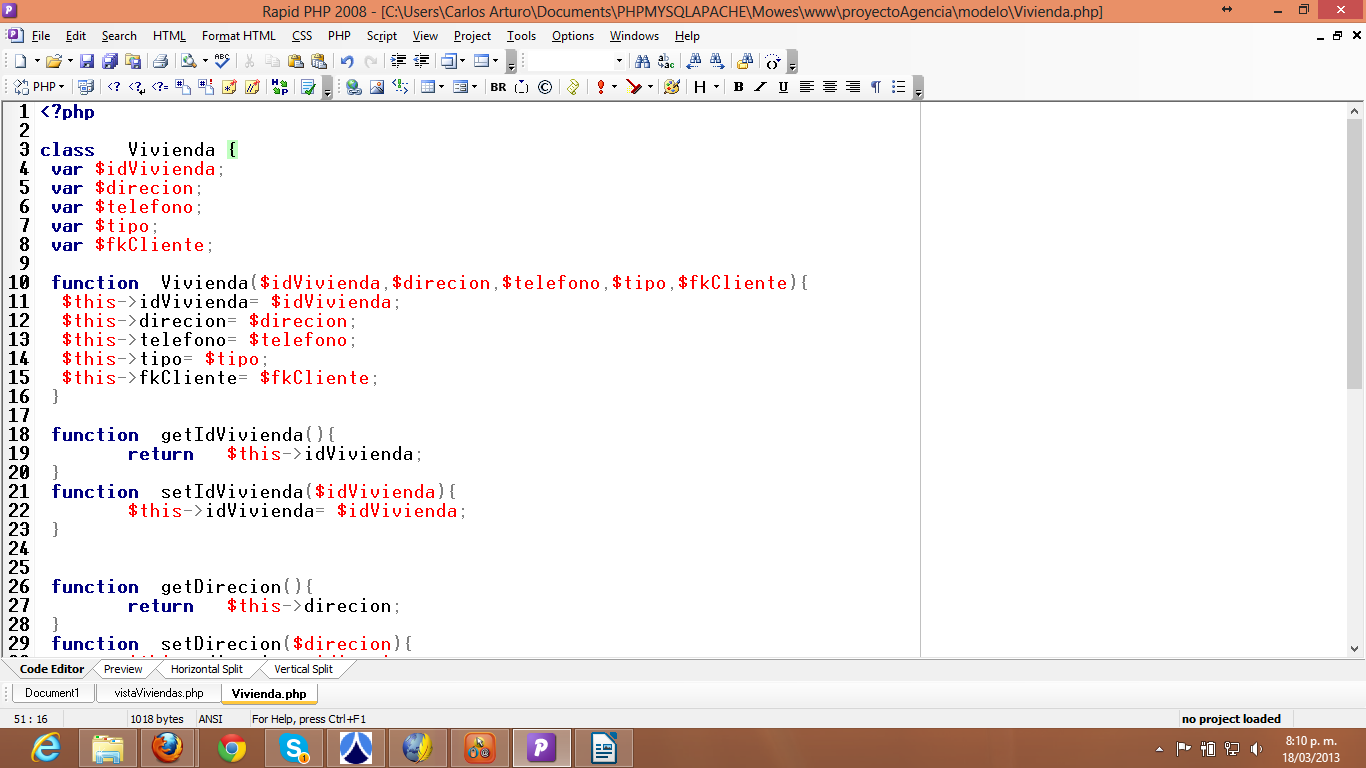 Rapid PHP 2008 - [C:\Users\Carlos Arturo\Documents\PHPMYSQLAPACHE\Mowes\www\proyectoAgencia\modelo\Vivienda.php]
File Edit Search HTML Format HTML CSS PHP Script View Project Tools Options Windows Help
PHP BR H B I U ¶
1 <?php
2
3 class Vivienda {
4 var $idVivienda;
5 var $direcion;
6 var $telefono;
7 var $tipo;
8 var $fkCliente;
9
10 function Vivienda($idVivienda,$direcion,$telefono,$tipo,$fkCliente){
11 $this->idVivienda= $idVivienda;
12 $this->direcion= $direcion;
13 $this->telefono= $telefono;
14 $this->tipo= $tipo;
15 $this->fkCliente= $fkCliente;
16 }
17
18 function getIdVivienda(){
19 return $this->idVivienda;
20 }
21 function setIdVivienda($idVivienda){
22 $this->idVivienda= $idVivienda;
23 }
24
25
26 function getDirecion(){
27 return $this->direcion;
28 }
29 function setDirecion($direcion){
Code Editor Preview Horizontal Split Vertical Split
Document1 vistaViviendas.php Vivienda.php
51 : 16 1018 bytes ANSI For Help, press Ctrl+F1 no project loaded
8:10 p. m.
18/03/2013